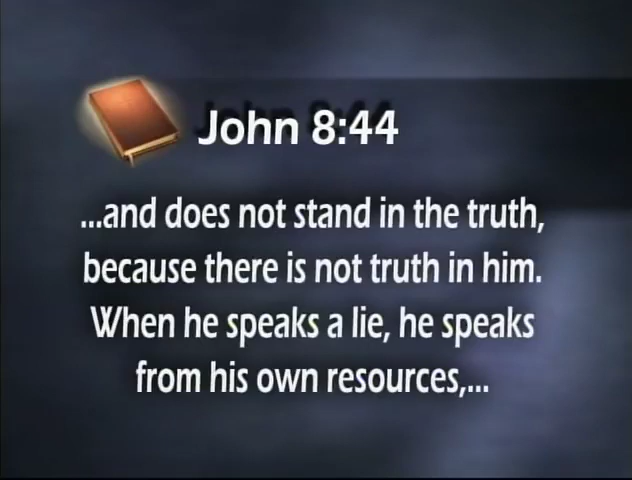 John 8:44
...and does not stand in the truth,
because there is not truth in him.
When he speaks a lie, he speaks
from his own resources,...